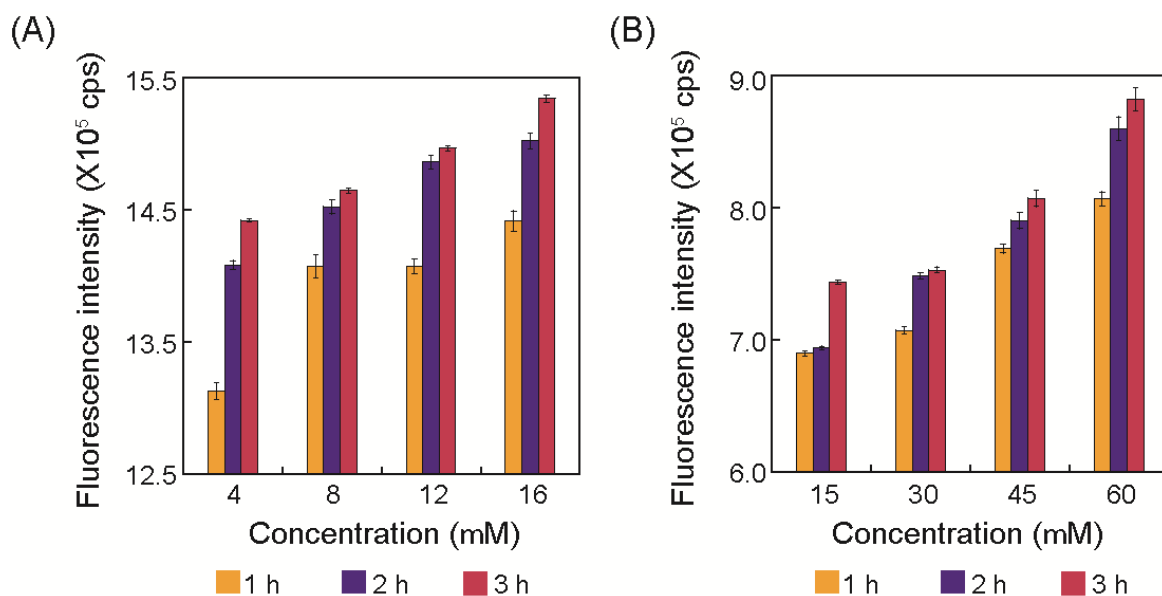 (A)
Fluorescence intensity (X10⁵ cps)
15.5
14.5
13.5
12.5
4 8 12 16
Concentration (mM)
1 h 2 h 3 h
(B)
Fluorescence intensity (X10⁵ cps)
9.0
8.0
7.0
6.0
15 30 45 60
Concentration (mM)
1 h 2 h 3 h